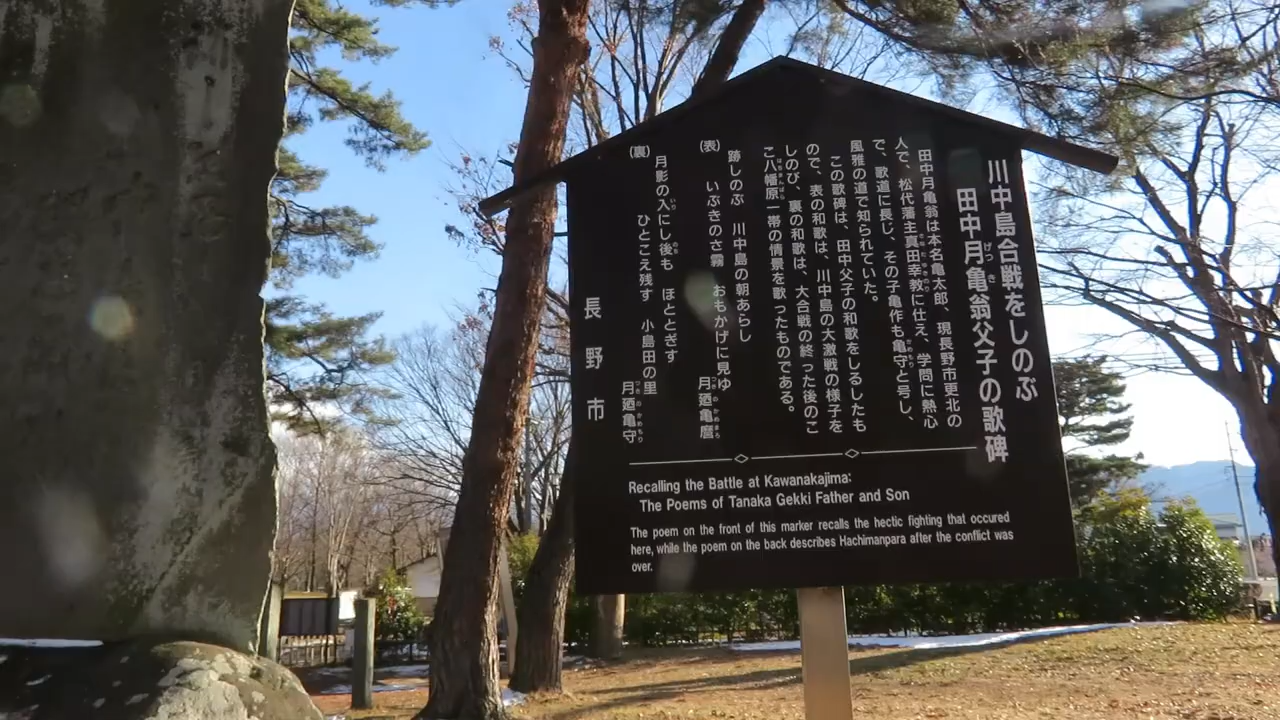 川中島合戦をしのぶ
田中月亀翁父子の歌碑
田中月亀翁は本名亀太郎、現長野市更北の
人で、松代藩主真田幸教に仕え、学問に熱心
で、歌道に長じ、その子亀作も亀守と号し、
風雅の道で知られていた。
この歌碑は、田中父子の和歌をしるしたも
ので、表の和歌は、川中島の大激戦の様子を
しのび、裏の和歌は、大合戦の終った後のこ
こ八幡原一帯の情景を歌ったものである。
跡しのぶ 川中島の朝あらし
(表)
いぶきのさ霧 おもかげに見ゆ
月廼亀麿
月影の入にし後も ほととぎす
(裏)
ひとこえ残す 小島田の里
月廼亀守
長野市
Recalling the Battle at Kawanakajima:
The Poems of Tanaka Gekki Father and Son
The poem on the front of this marker recalls the hectic fighting that occured
here, while the poem on the back describes Hachimanpara after the conflict was
over.